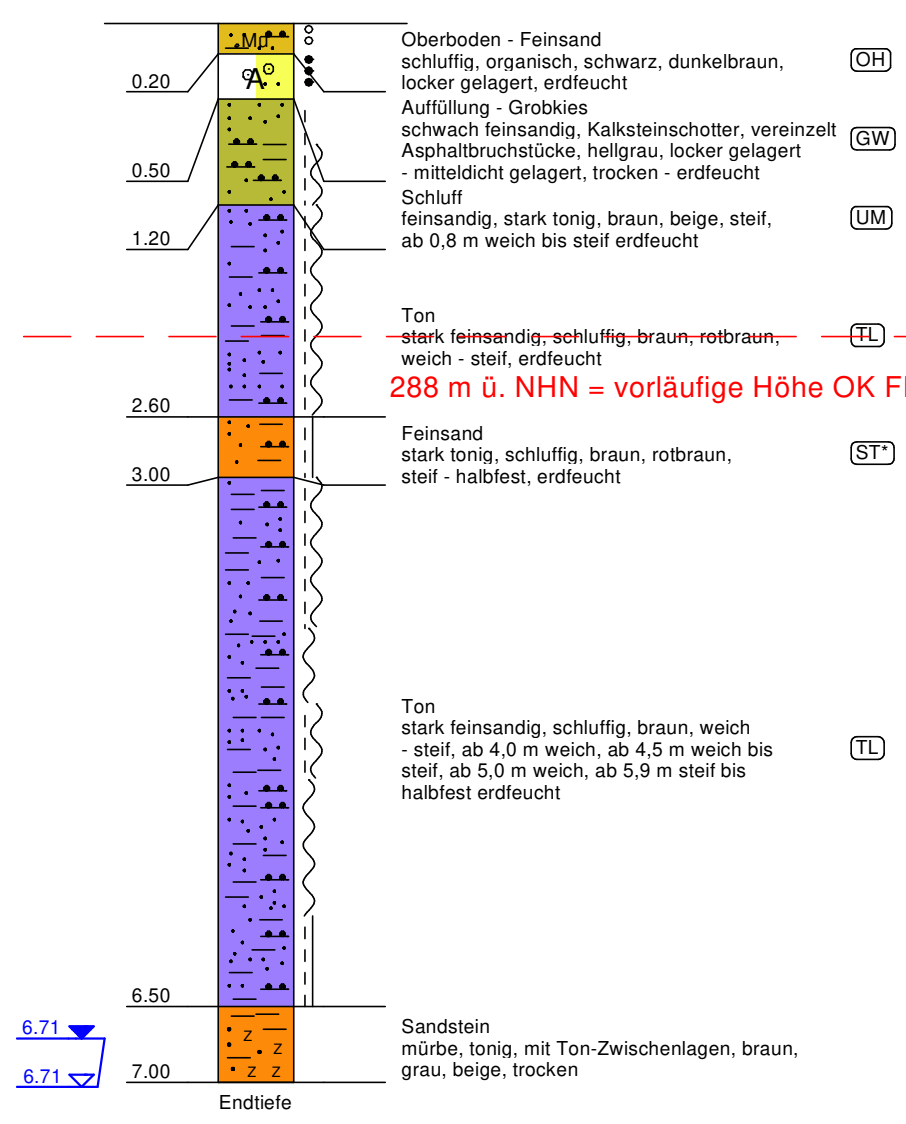 Mu
Oberboden - Feinsand
schluffig, organisch, schwarz, dunkelbraun,
locker gelagert, erdfeucht
OH
A
0.20
Auffüllung - Grobkies
schwach feinsandig, Kalksteinschotter, vereinzelt
Asphaltbruchstücke, hellgrau, locker gelagert
- mitteldicht gelagert, trocken - erdfeucht
GW
0.50
Schluff
feinsandig, stark tonig, braun, beige, steif,
ab 0,8 m weich bis steif erdfeucht
UM
1.20
Ton
stark feinsandig, schluffig, braun, rotbraun,
weich - steif, erdfeucht
TL
288 m ü. NHN = vorläufige Höhe OK
2.60
Feinsand
stark tonig, schluffig, braun, rotbraun,
steif - halbfest, erdfeucht
ST*
3.00
Ton
stark feinsandig, schluffig, braun, weich
- steif, ab 4,0 m weich, ab 4,5 m weich bis
steif, ab 5,0 m weich, ab 5,9 m steif bis
halbfest erdfeucht
TL
6.50
Sandstein
mürbe, tonig, mit Ton-Zwischenlagen, braun,
grau, beige, trocken
z
z
z z
6.71
6.71
7.00
Endtiefe